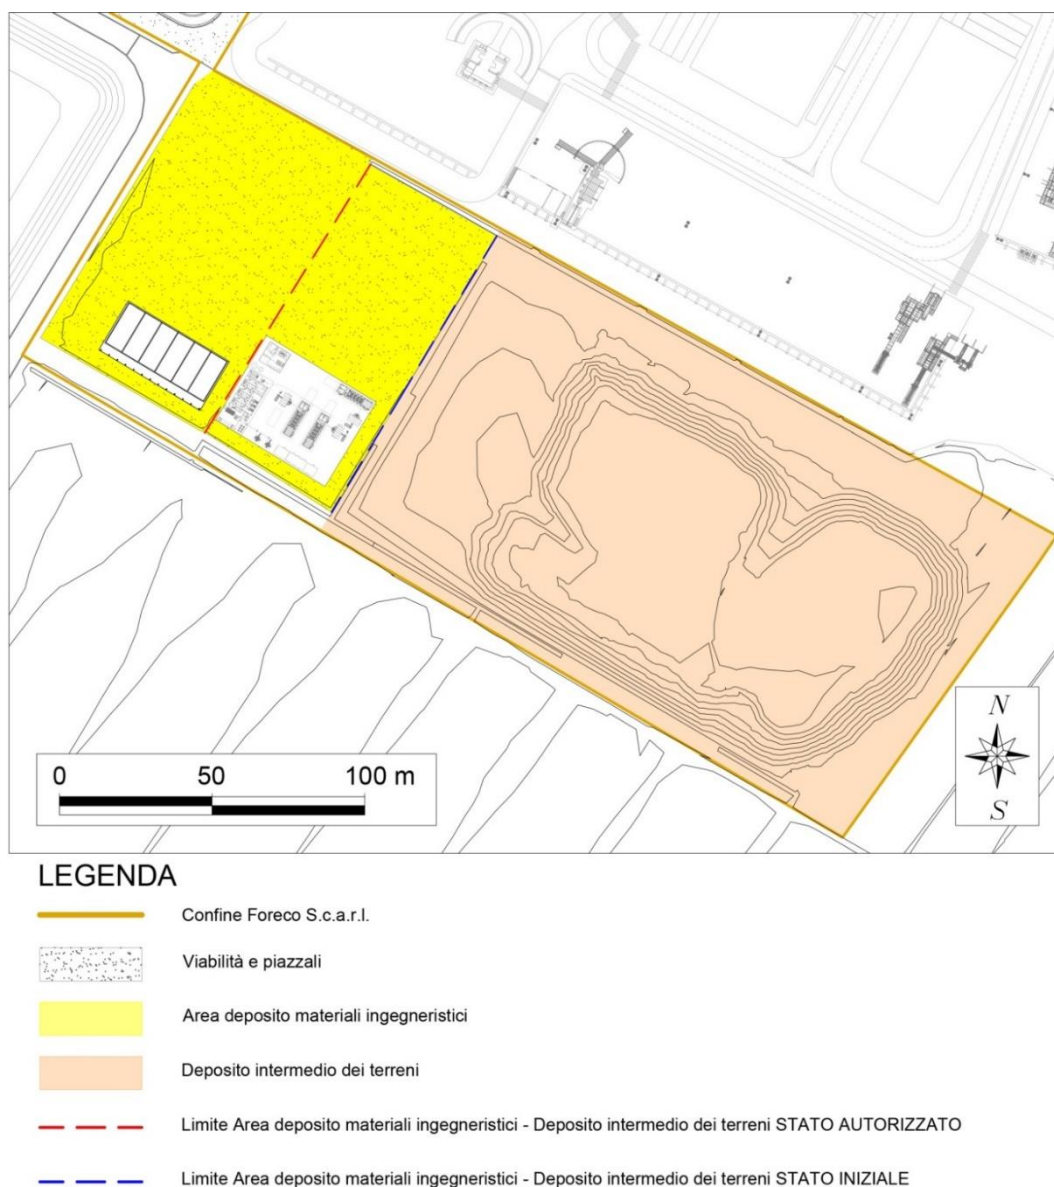 N
S
0 50 100 m
LEGENDA
Confine Foreco S.c.a.r.l.
Viabilità e piazzali
Area deposito materiali ingegneristici
Deposito intermedio dei terreni
Limite Area deposito materiali ingegneristici - Deposito intermedio dei terreni STATO AUTORIZZATO
Limite Area deposito materiali ingegneristici - Deposito intermedio dei terreni STATO INIZIALE